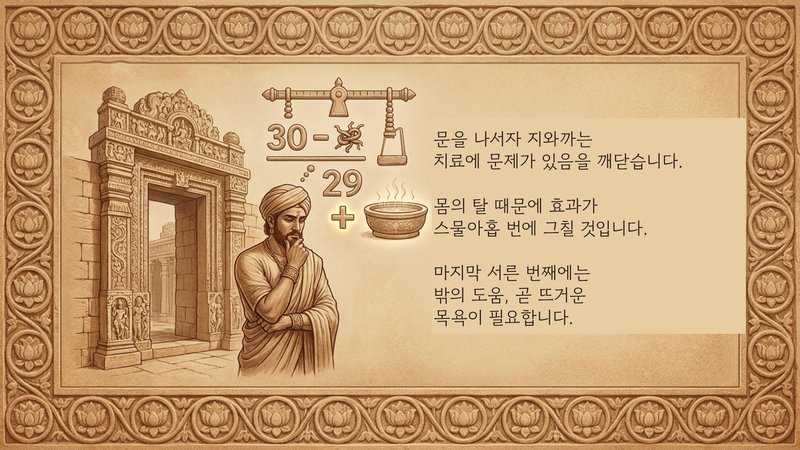 30 -
29
+
문을 나서자 지와까는
치료에 문제가 있음을 깨닫습니다.
몸의 탈 때문에 효과가
스물아홉 번에 그칠 것입니다.
마지막 서른 번째에는
밖의 도움, 곧 뜨거운
목욕이 필요합니다.